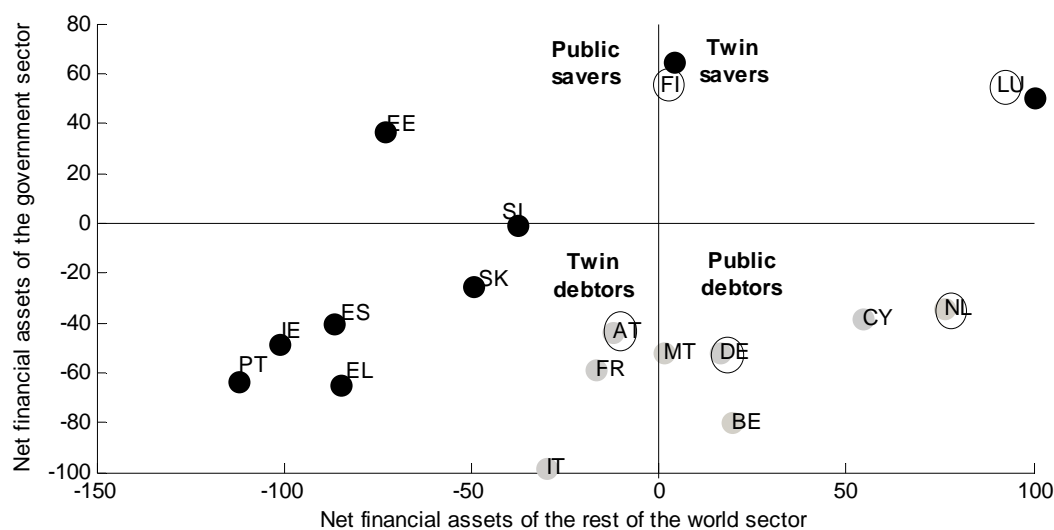 Net financial assets of the government sector
80
60
40
20
0
-20
-40
-60
-80
-100
Public
savers
Twin
savers
FI
LU
EE
SI
SK
Twin
debtors
Public
debtors
ES
IE
PT
EL
AT
FR
MT
DE
CY
NL
BE
IT
-150
-100
-50
0
50
100
Net financial assets of the rest of the world sector